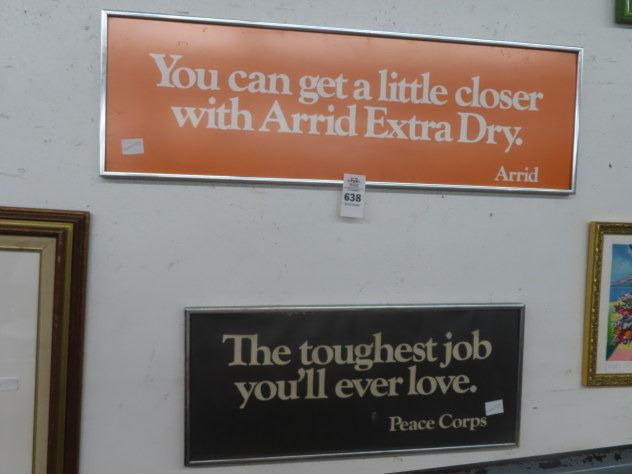 You can get a little closer
with Arrid Extra Dry.
Arrid
638
The toughest job
you'll ever love.
Peace Corps